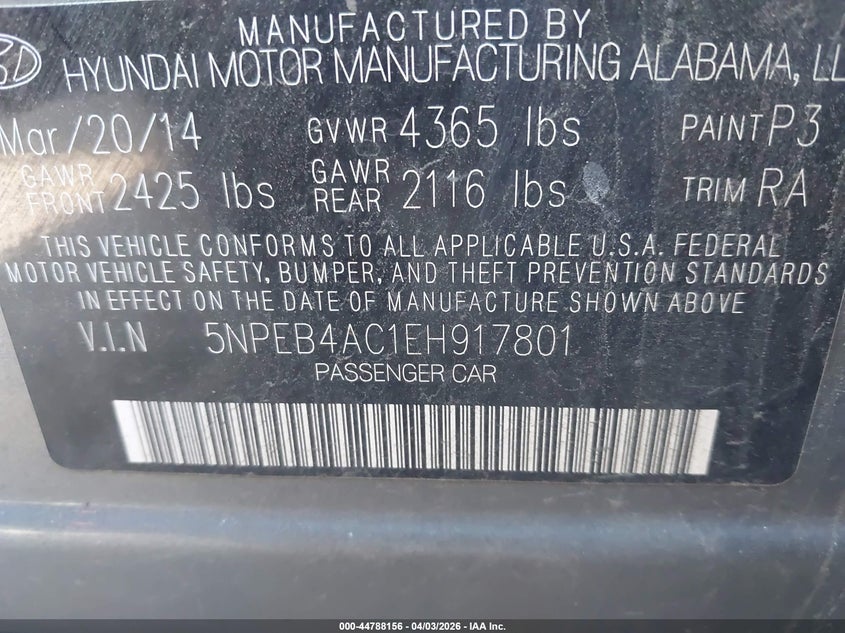 MANUFACTURED BY
HYUNDAI MOTOR MANUFACTURING ALABAMA, LL
Mar/20/14 GVWR 4365 lbs PAINT P3
GAWR FRONT 2425 lbs GAWR REAR 2116 lbs TRIM RA
THIS VEHICLE CONFORMS TO ALL APPLICABLE U.S.A. FEDERAL
MOTOR VEHICLE SAFETY, BUMPER, AND THEFT PREVENTION STANDARDS
IN EFFECT ON THE DATE OF MANUFACTURE SHOWN ABOVE
V.I.N 5NPEB4AC1EH917801
PASSENGER CAR
000-44788156 - 04/03/2026 - IAA Inc.